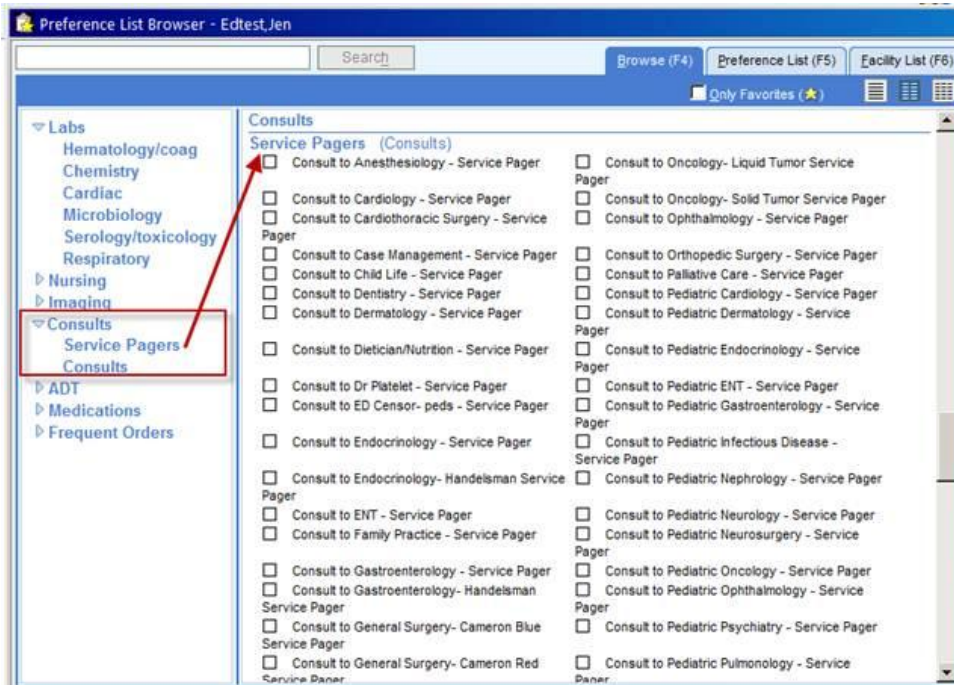 Preference List Browser - Edtest,Jen
Search
Browse (F4)
Preference List (F5)
Facility List (F6)
Only Favorites ( )
Labs
Hematology/coag
Chemistry
Cardiac
Microbiology
Serology/toxicology
Respiratory
Nursing
Imaging
Consults
Service Pagers
Consults
ADT
Medications
Frequent Orders
Consults
Service Pagers (Consults)
Consult to Anesthesiology - Service Pager
Consult to Cardiology - Service Pager
Consult to Cardiothoracic Surgery - Service
Pager
Consult to Case Management - Service Pager
Consult to Child Life - Service Pager
Consult to Dentistry - Service Pager
Consult to Dermatology - Service Pager
Consult to Dietician/Nutrition - Service Pager
Consult to Dr Platelet - Service Pager
Consult to ED Censor- peds - Service Pager
Consult to Endocrinology - Service Pager
Consult to Endocrinology- Handelsman Service
Pager
Consult to ENT - Service Pager
Consult to Family Practice - Service Pager
Consult to Gastroenterology - Service Pager
Consult to Gastroenterology- Handelsman
Service Pager
Consult to General Surgery- Cameron Blue
Service Pager
Consult to General Surgery- Cameron Red
Service Pager
Consult to Oncology- Liquid Tumor Service
Pager
Consult to Oncology- Solid Tumor Service Pager
Consult to Ophthalmology - Service Pager
Consult to Orthopedic Surgery - Service Pager
Consult to Palliative Care - Service Pager
Consult to Pediatric Cardiology - Service Pager
Consult to Pediatric Dermatology - Service
Pager
Consult to Pediatric Endocrinology - Service
Pager
Consult to Pediatric ENT - Service Pager
Consult to Pediatric Gastroenterology - Service
Pager
Consult to Pediatric Infectious Disease -
Service Pager
Consult to Pediatric Nephrology - Service Pager
Consult to Pediatric Neurology - Service Pager
Consult to Pediatric Neurosurgery - Service
Pager
Consult to Pediatric Oncology - Service Pager
Consult to Pediatric Ophthalmology - Service
Pager
Consult to Pediatric Psychiatry - Service Pager
Consult to Pediatric Pulmonology - Service
Pager